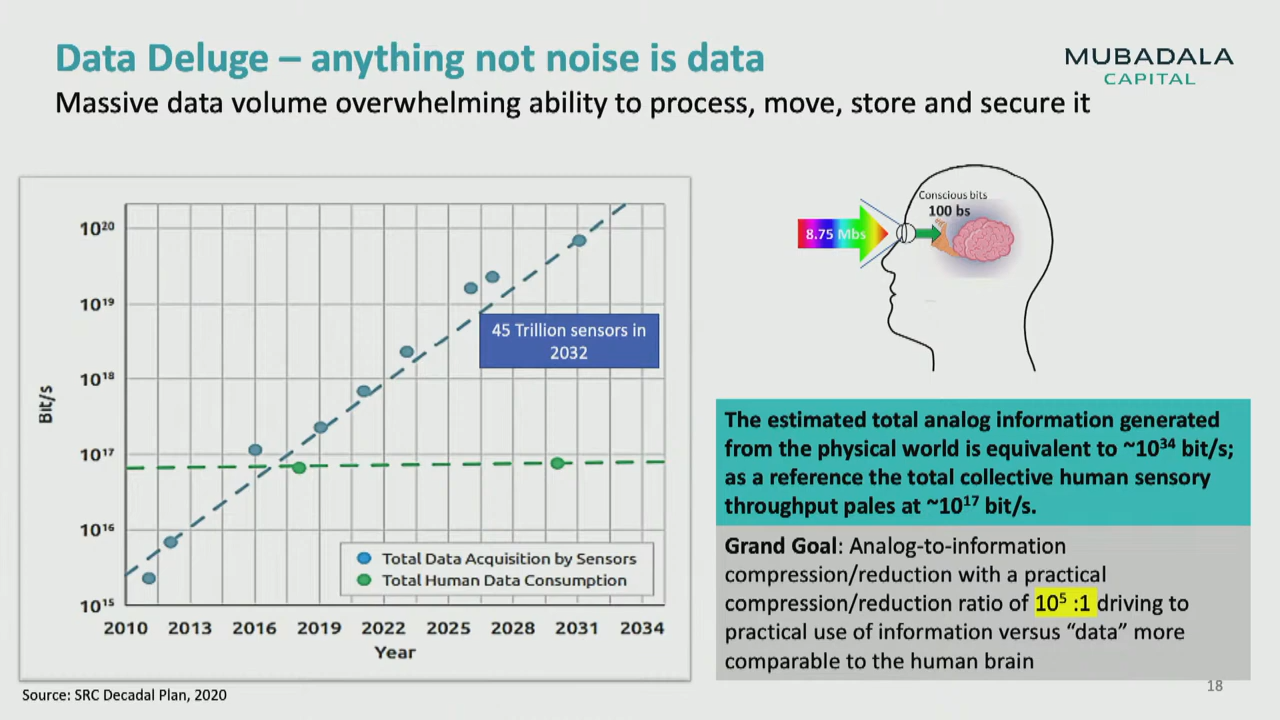 Data Deluge – anything not noise is data
Massive data volume overwhelming ability to process, move, store and secure it
MUBADALA
CAPITAL
10²⁰
10¹⁹
10¹⁸
10¹⁷
10¹⁶
10¹⁵
Bit/s
45 Trillion sensors in
2032
Total Data Acquisition by Sensors
Total Human Data Consumption
2010 2013 2016 2019 2022 2025 2028 2031 2034
Year
Source: SRC Decadal Plan, 2020
Conscious bits
100 bs
8.75 Mbs
The estimated total analog information generated
from the physical world is equivalent to ~10³⁴ bit/s;
as a reference the total collective human sensory
throughput pales at ~10¹⁷ bit/s.
Grand Goal: Analog-to-information
compression/reduction with a practical
compression/reduction ratio of 10⁵ :1 driving to
practical use of information versus “data” more
comparable to the human brain
18